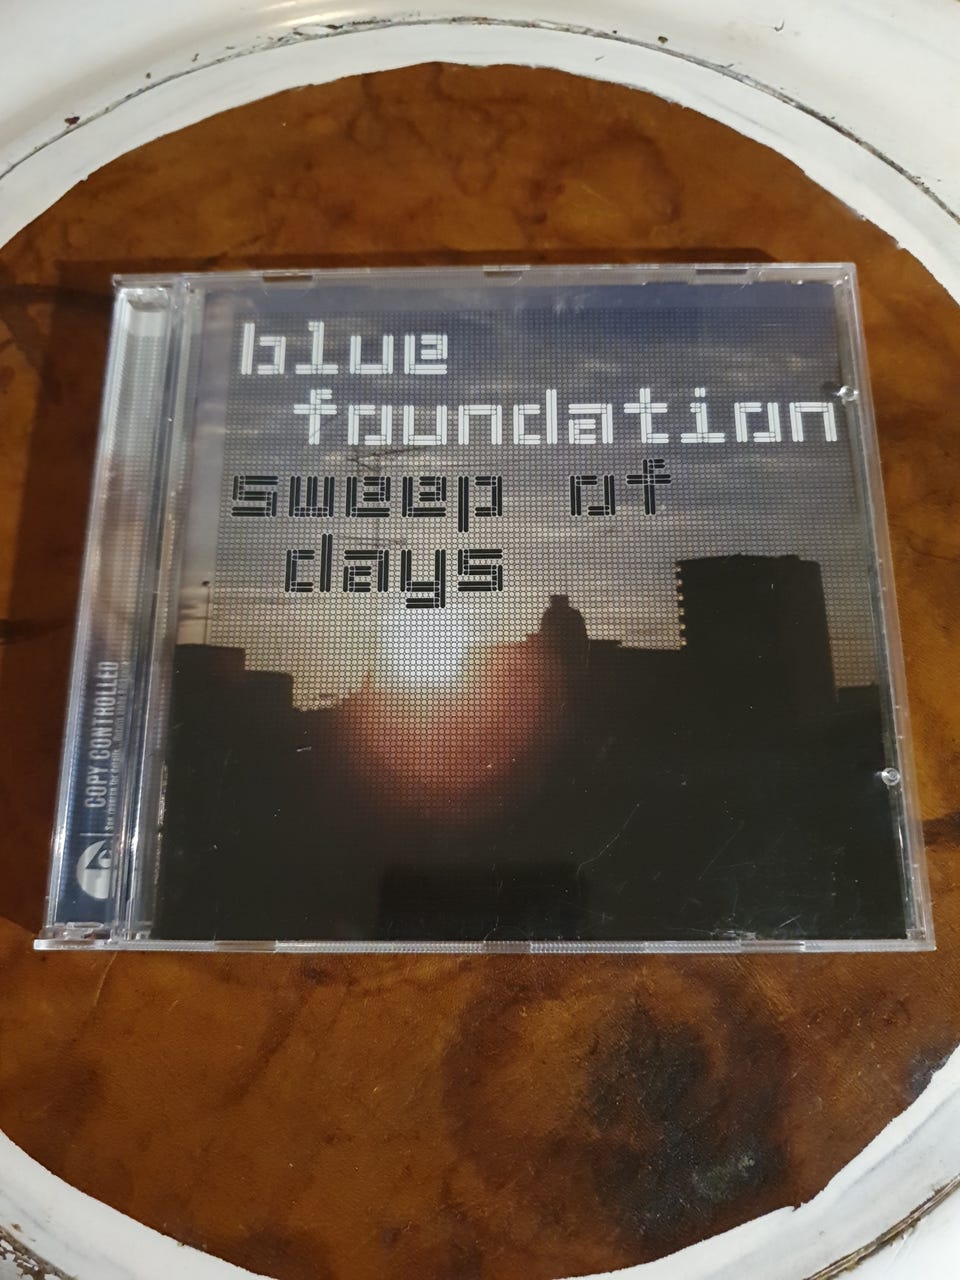 blue
foundation
sweep of
days
COPY CONTROLLED